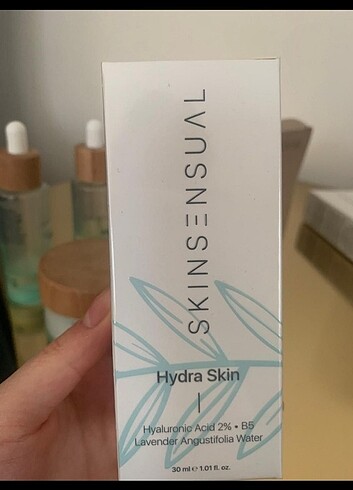 SKINSENSUAL
Hydra Skin
Hyaluronic Acid 2% • B5
Lavender Angustifolia Water
30 ml ℮ 1.01 fl. oz.